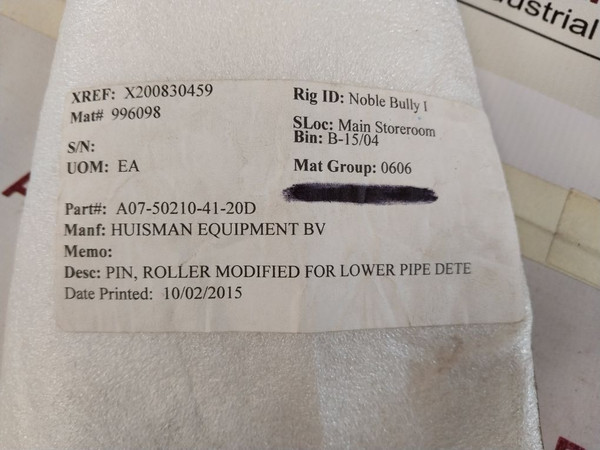 ustrial
XREF: X200830459
Mat# 996098
S/N:
UOM: EA
Rig ID: Noble Bully I
SLoc: Main Storeroom
Bin: B-15/04
Mat Group: 0606
Part#: A07-50210-41-20D
Manf: HUISMAN EQUIPMENT BV
Memo:
Desc: PIN, ROLLER MODIFIED FOR LOWER PIPE DETE
Date Printed: 10/02/2015